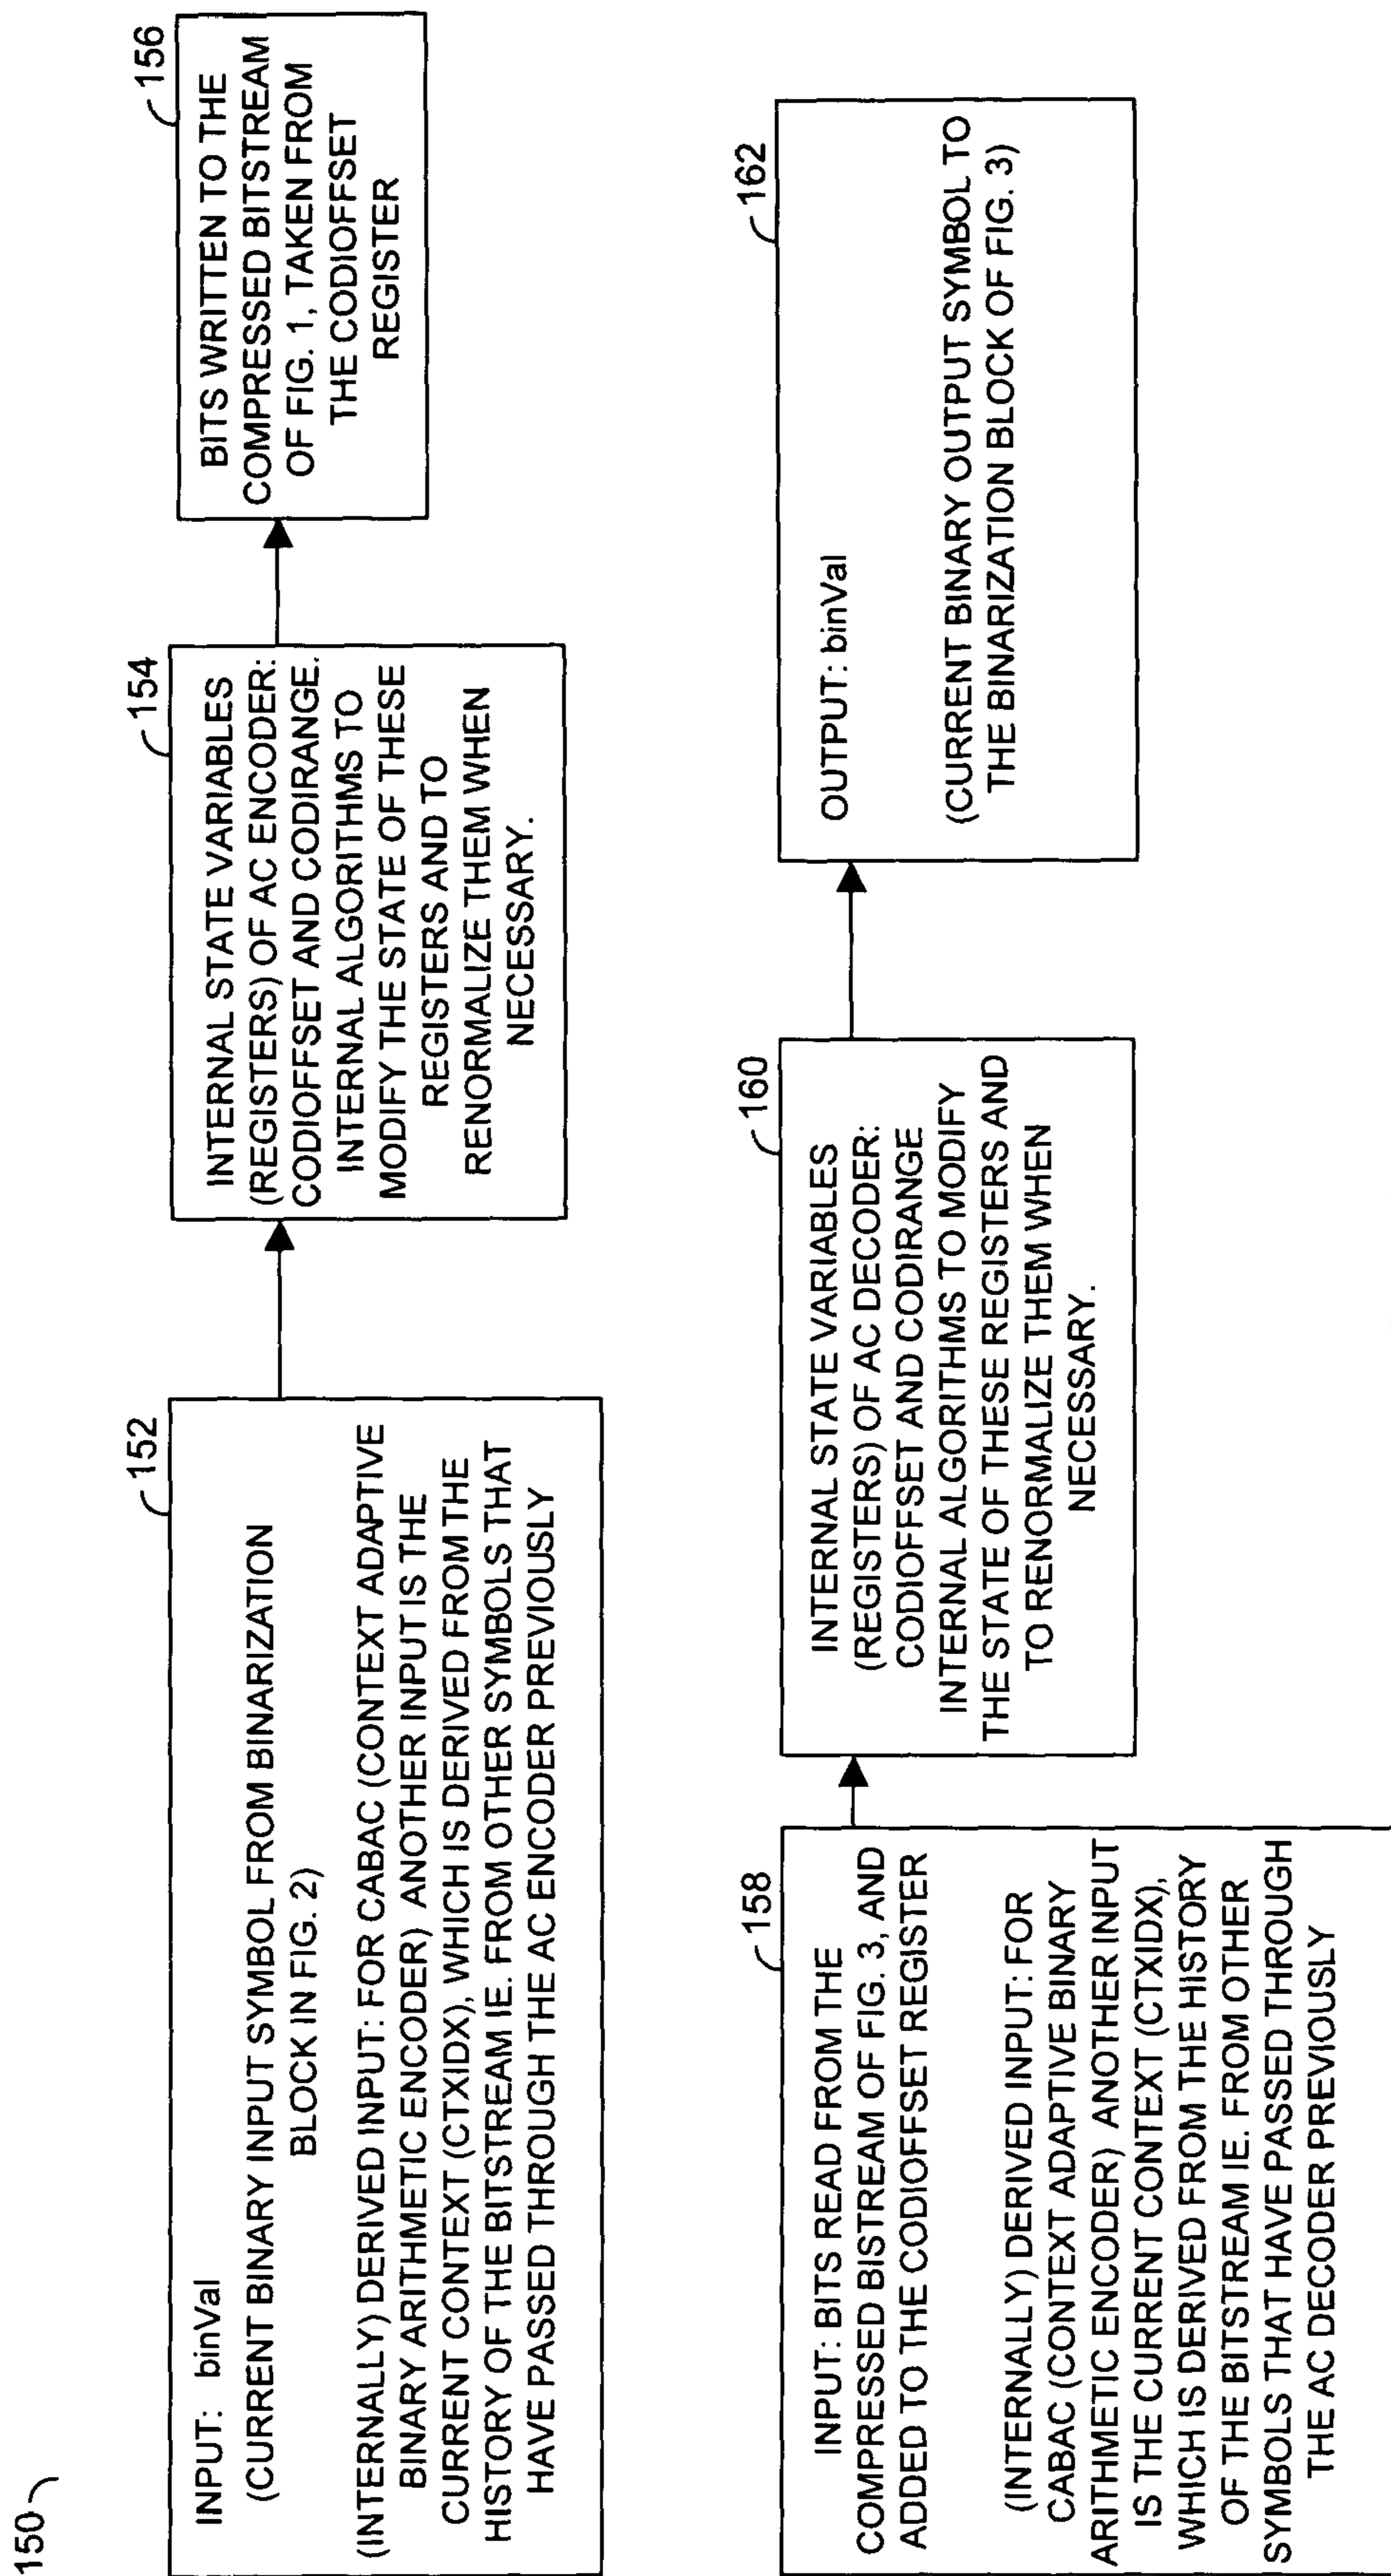 150
152
INPUT: binVal
(CURRENT BINARY INPUT SYMBOL FROM BINARIZATION
BLOCK IN FIG. 2)
(INTERNALLY) DERIVED INPUT: FOR CABAC (CONTEXT ADAPTIVE
BINARY ARITHMETIC ENCODER) ANOTHER INPUT IS THE
CURRENT CONTEXT (CTXIDX), WHICH IS DERIVED FROM THE
HISTORY OF THE BITSTREAM IE. FROM OTHER SYMBOLS THAT
HAVE PASSED THROUGH THE AC ENCODER PREVIOUSLY
154
INTERNAL STATE VARIABLES
(REGISTERS) OF AC ENCODER:
CODIOFFSET AND CODIRANGE.
INTERNAL ALGORITHMS TO
MODIFY THE STATE OF THESE
REGISTERS AND TO
RENORMALIZE THEM WHEN
NECESSARY.
156
BITS WRITTEN TO THE
COMPRESSED BITSTREAM
OF FIG. 1, TAKEN FROM
THE CODIOFFSET
REGISTER
158
INPUT: BITS READ FROM THE
COMPRESSED BISTREAM OF FIG. 3, AND
ADDED TO THE CODIOFFSET REGISTER
(INTERNALLY) DERIVED INPUT: FOR
CABAC (CONTEXT ADAPTIVE BINARY
ARITHMETIC ENCODER) ANOTHER INPUT
IS THE CURRENT CONTEXT (CTXIDX),
WHICH IS DERIVED FROM THE HISTORY
OF THE BITSTREAM IE. FROM OTHER
SYMBOLS THAT HAVE PASSED THROUGH
THE AC DECODER PREVIOUSLY
160
INTERNAL STATE VARIABLES
(REGISTERS) OF AC DECODER:
CODIOFFSET AND CODIRANGE
INTERNAL ALGORITHMS TO MODIFY
THE STATE OF THESE REGISTERS AND
TO RENORMALIZE THEM WHEN
NECESSARY.
162
OUTPUT: binVal
(CURRENT BINARY OUTPUT SYMBOL TO
THE BINARIZATION BLOCK OF FIG. 3)